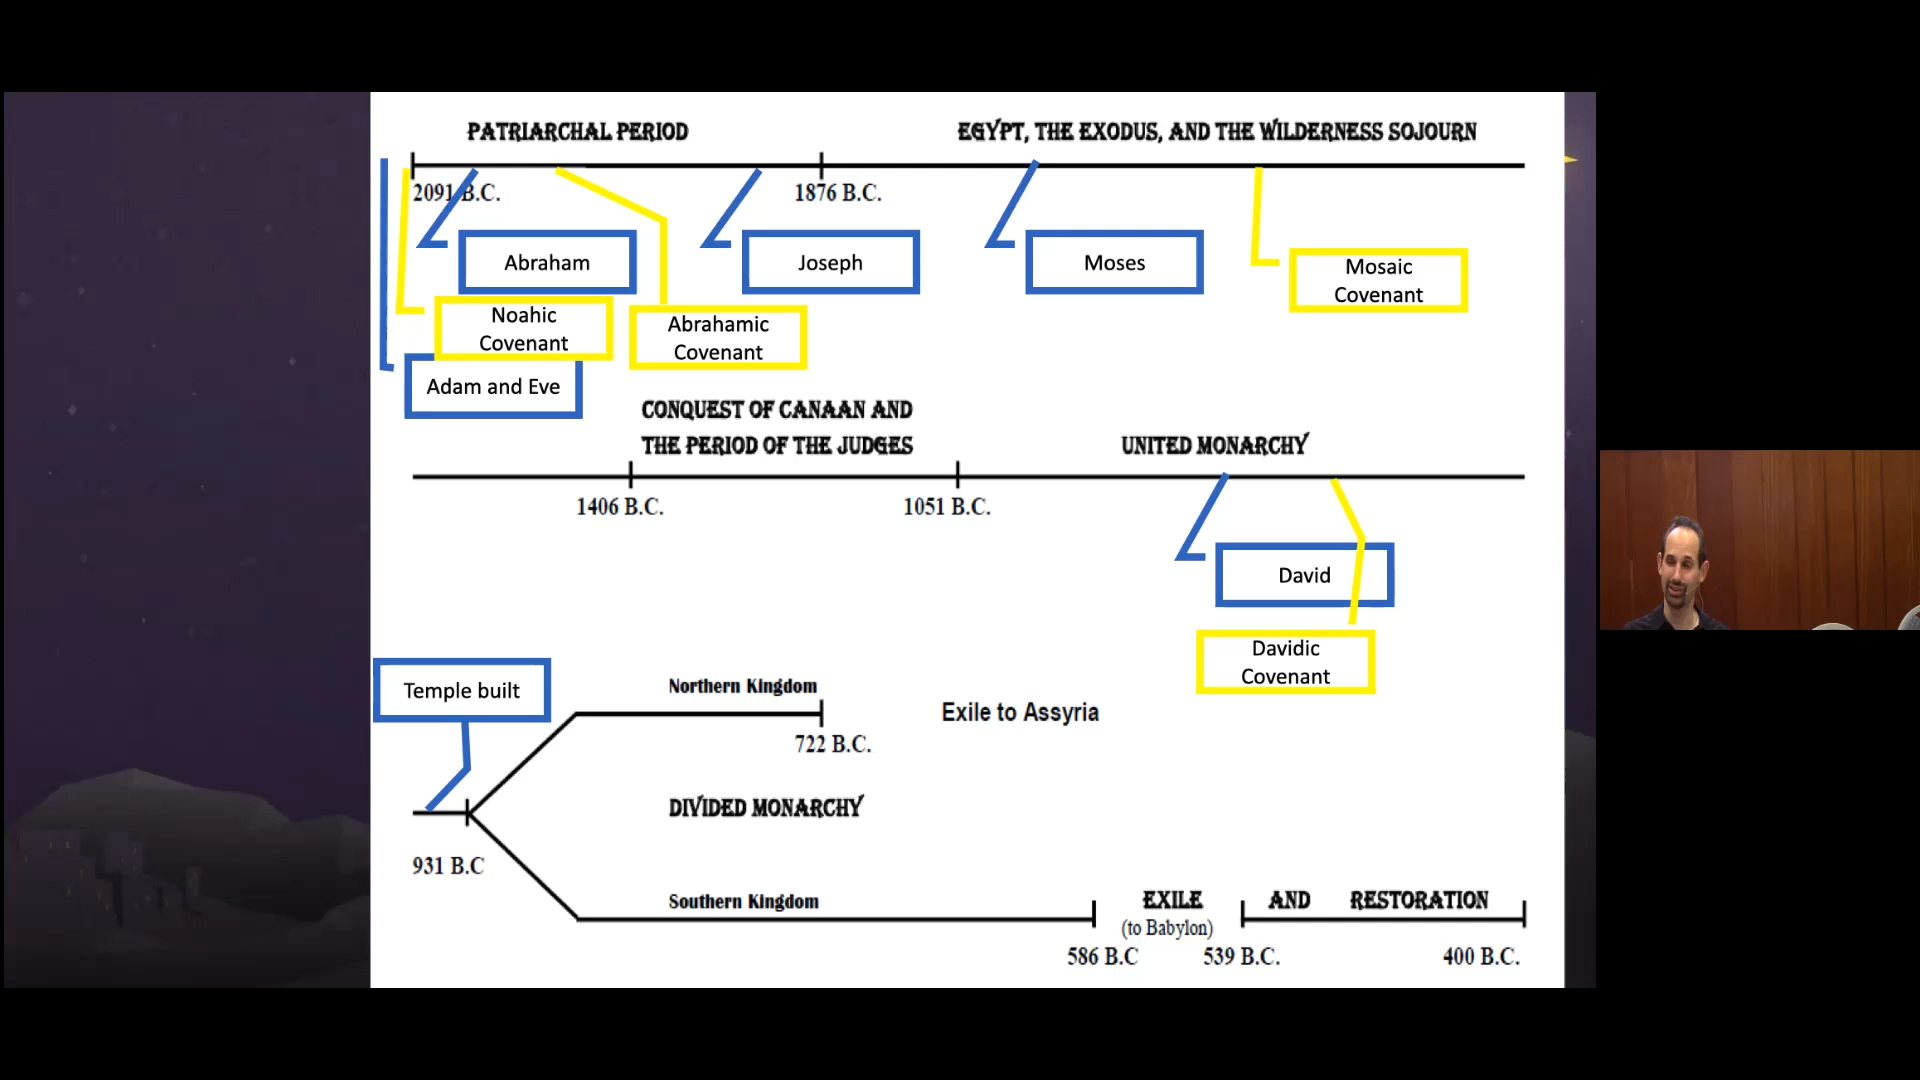 PATRIARCHAL PERIOD
EGYPT, THE EXODUS, AND THE WILDERNESS SOJOURN
2091 B.C.
1876 B.C.
Abraham
Joseph
Moses
Mosaic
Covenant
Noahic
Covenant
Abrahamic
Covenant
Adam and Eve
CONQUEST OF CANAAN AND
THE PERIOD OF THE JUDGES
UNITED MONARCHY
1406 B.C.
1051 B.C.
David
Davidic
Covenant
Temple built
Northern Kingdom
Exile to Assyria
722 B.C.
DIVIDED MONARCHY
931 B.C
Southern Kingdom
EXILE AND RESTORATION
(to Babylon)
586 B.C
539 B.C.
400 B.C.